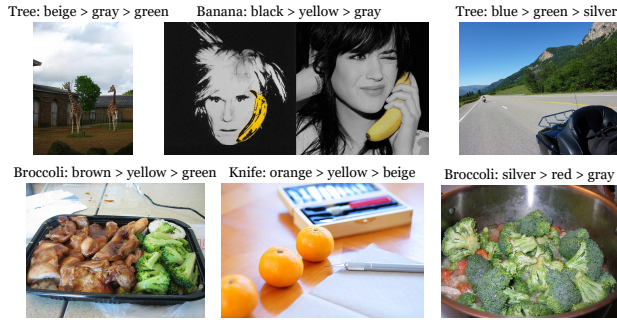 Tree: beige > gray > green
Banana: black > yellow > gray
Tree: blue > green > silver
Broccoli: brown > yellow > green
Knife: orange > yellow > beige
Broccoli: silver > red > gray